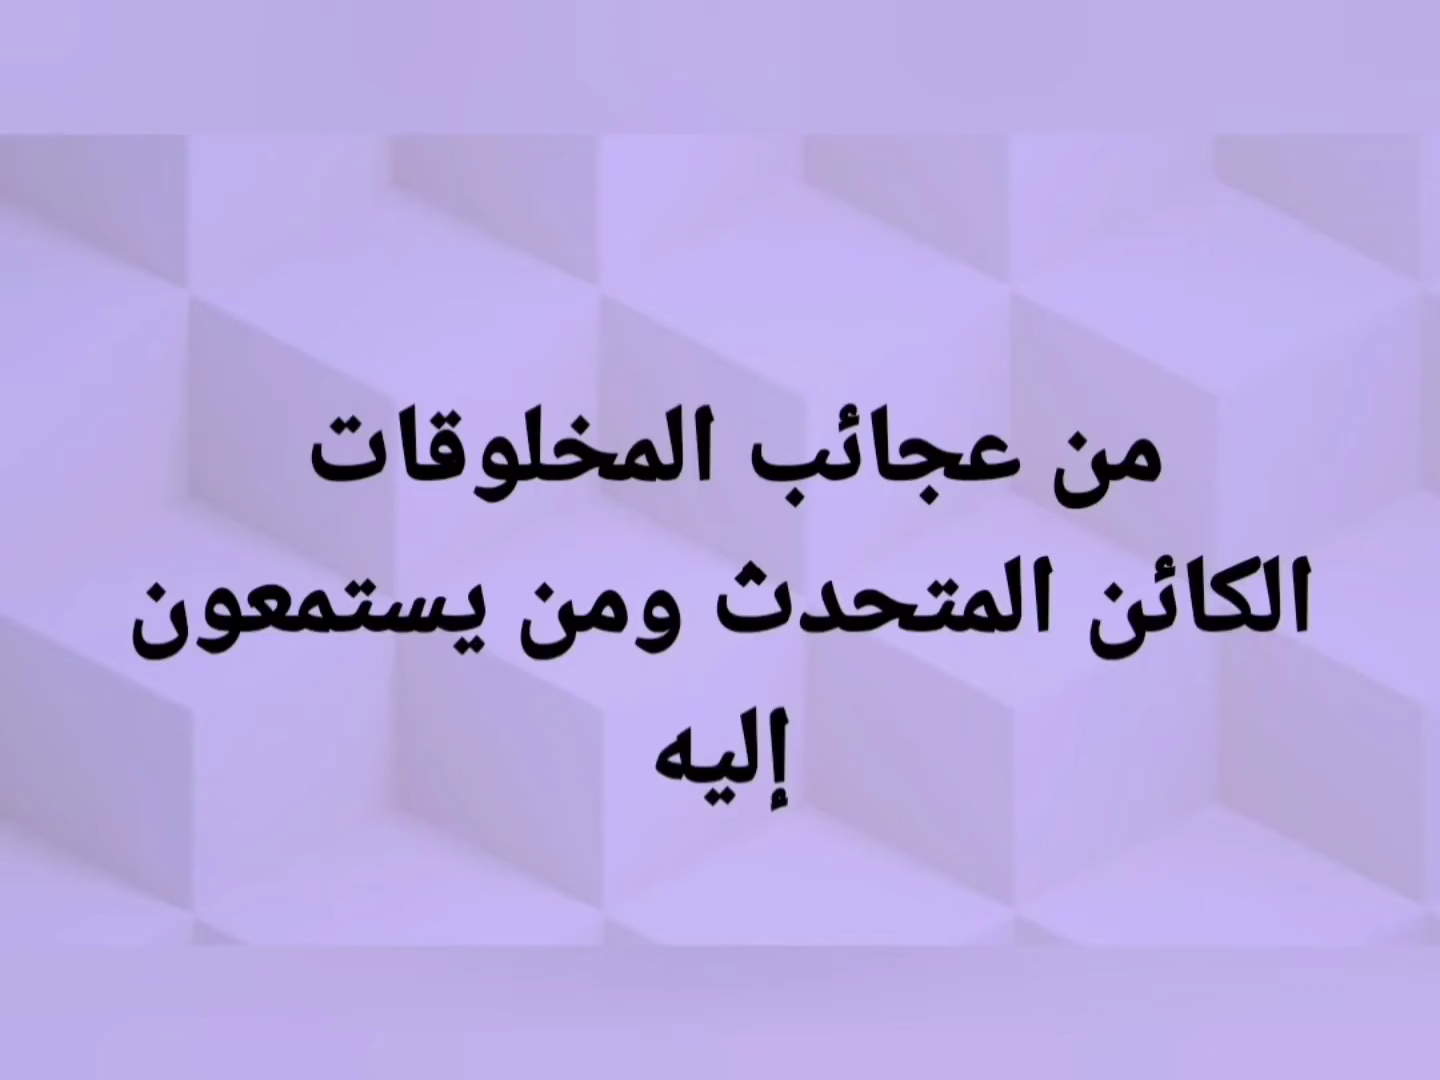 من عجائب المخلوقات
الكائن المتحدث ومن يستمعون
إليه